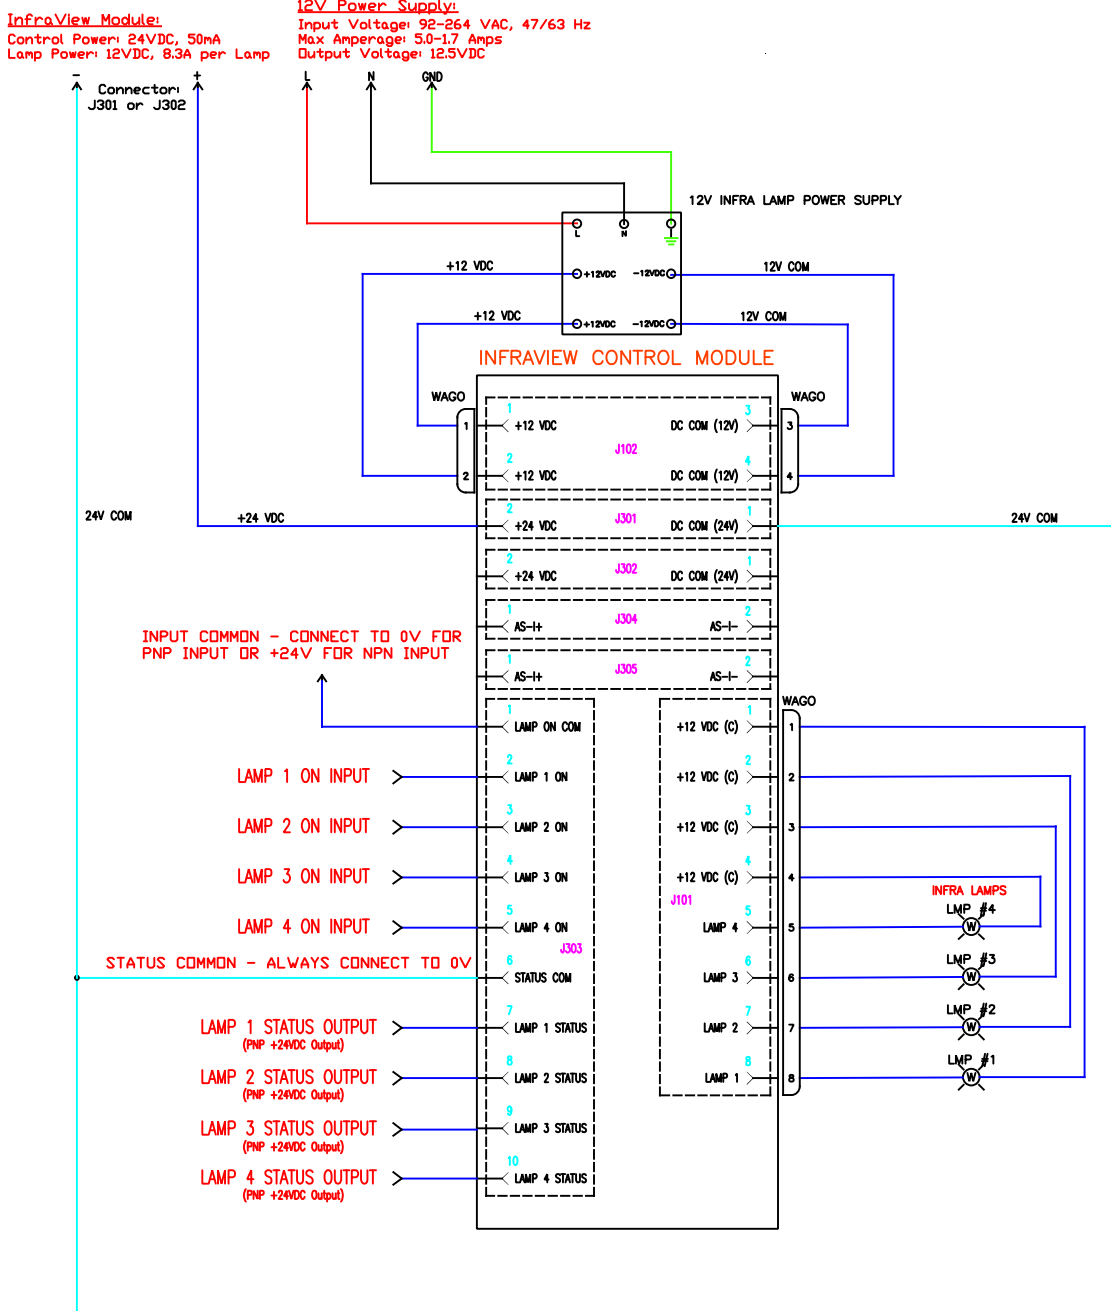 InfraView Module:
Control Power: 24VDC, 50mA
Lamp Power: 12VDC, 8.3A per Lamp
12V Power Supply:
Input Voltage: 92-264 VAC, 47/63 Hz
Max Amperage: 5.0-1.7 Amps
Output Voltage: 12.5VDC
- + L N GND
Connector:
J301 or J302
12V INFRA LAMP POWER SUPPLY
L N
+12 VDC +12VDC -12VDC 12V COM
+12 VDC +12VDC -12VDC 12V COM
INFRAVIEW CONTROL MODULE
WAGO WAGO
1 3
1 +12 VDC DC COM (12V) 3
J102
2 4
2 +12 VDC DC COM (12V) 4
2 1
24V COM +24 VDC +24 VDC J301 DC COM (24V) 24V COM
2 1
+24 VDC J302 DC COM (24V)
1 2
AS-I+ J304 AS-I-
INPUT COMMON - CONNECT TO 0V FOR
PNP INPUT OR +24V FOR NPN INPUT
1 2
AS-I+ J305 AS-I-
WAGO
1 1
LAMP ON COM +12 VDC (C) 1
2 2
LAMP 1 ON INPUT LAMP 1 ON +12 VDC (C) 2
3 3
LAMP 2 ON INPUT LAMP 2 ON +12 VDC (C) 3
4 4
LAMP 3 ON INPUT LAMP 3 ON +12 VDC (C) 4
J101
INFRA LAMPS
5 5 LMP #4
LAMP 4 ON INPUT LAMP 4 ON LAMP 4 5 W
J303
6 6 LMP #3
STATUS COMMON - ALWAYS CONNECT TO 0V STATUS COM LAMP 3 6 W
7 7 LMP #2
LAMP 1 STATUS OUTPUT LAMP 1 STATUS LAMP 2 7 W
(PNP +24VDC Output)
8 8 LMP #1
LAMP 2 STATUS OUTPUT LAMP 2 STATUS LAMP 1 8 W
(PNP +24VDC Output)
9
LAMP 3 STATUS OUTPUT LAMP 3 STATUS
(PNP +24VDC Output)
10
LAMP 4 STATUS OUTPUT LAMP 4 STATUS
(PNP +24VDC Output)